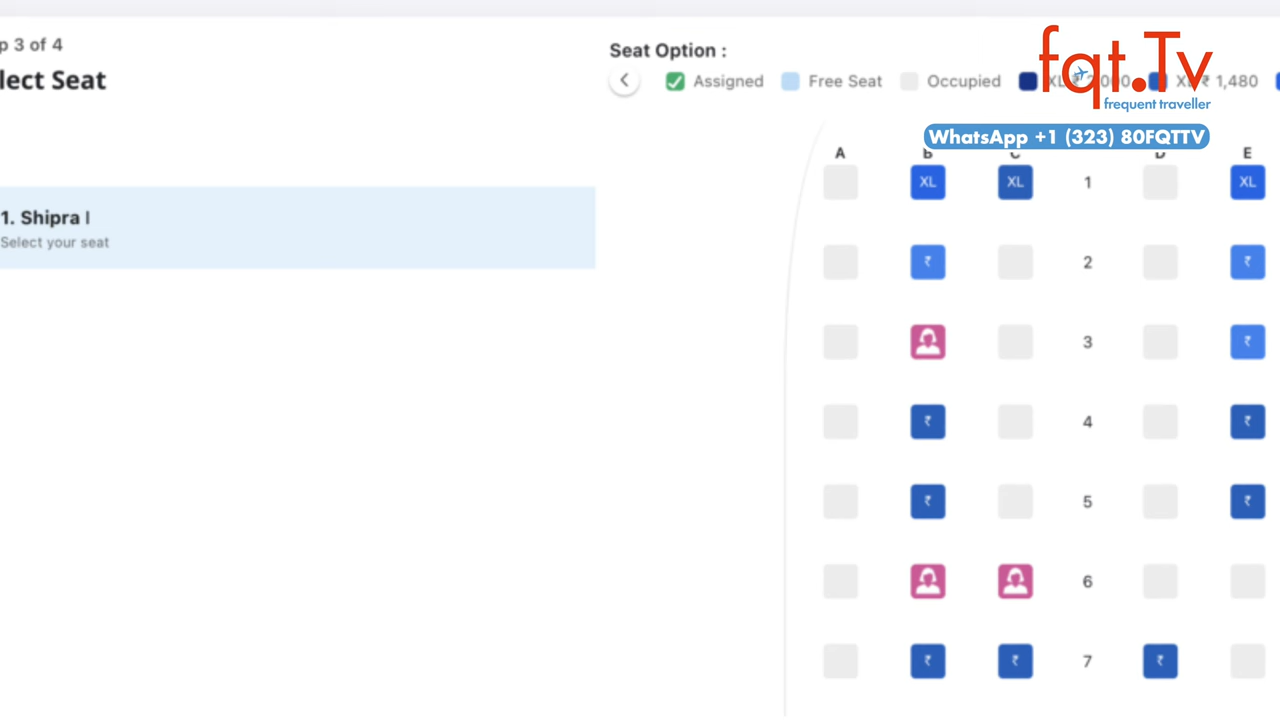 p 3 of 4
lect Seat
1. Shipra I
Select your seat
Seat Option :
Assigned Free Seat Occupied XL ₹ 1,480
fqt.Tv
frequent traveller
WhatsApp +1 (323) 80FQTTV
A B C D E
XL XL 1 XL
₹ 2 ₹
3 ₹
₹ 4 ₹
₹ 5 ₹
6
₹ ₹ 7 ₹